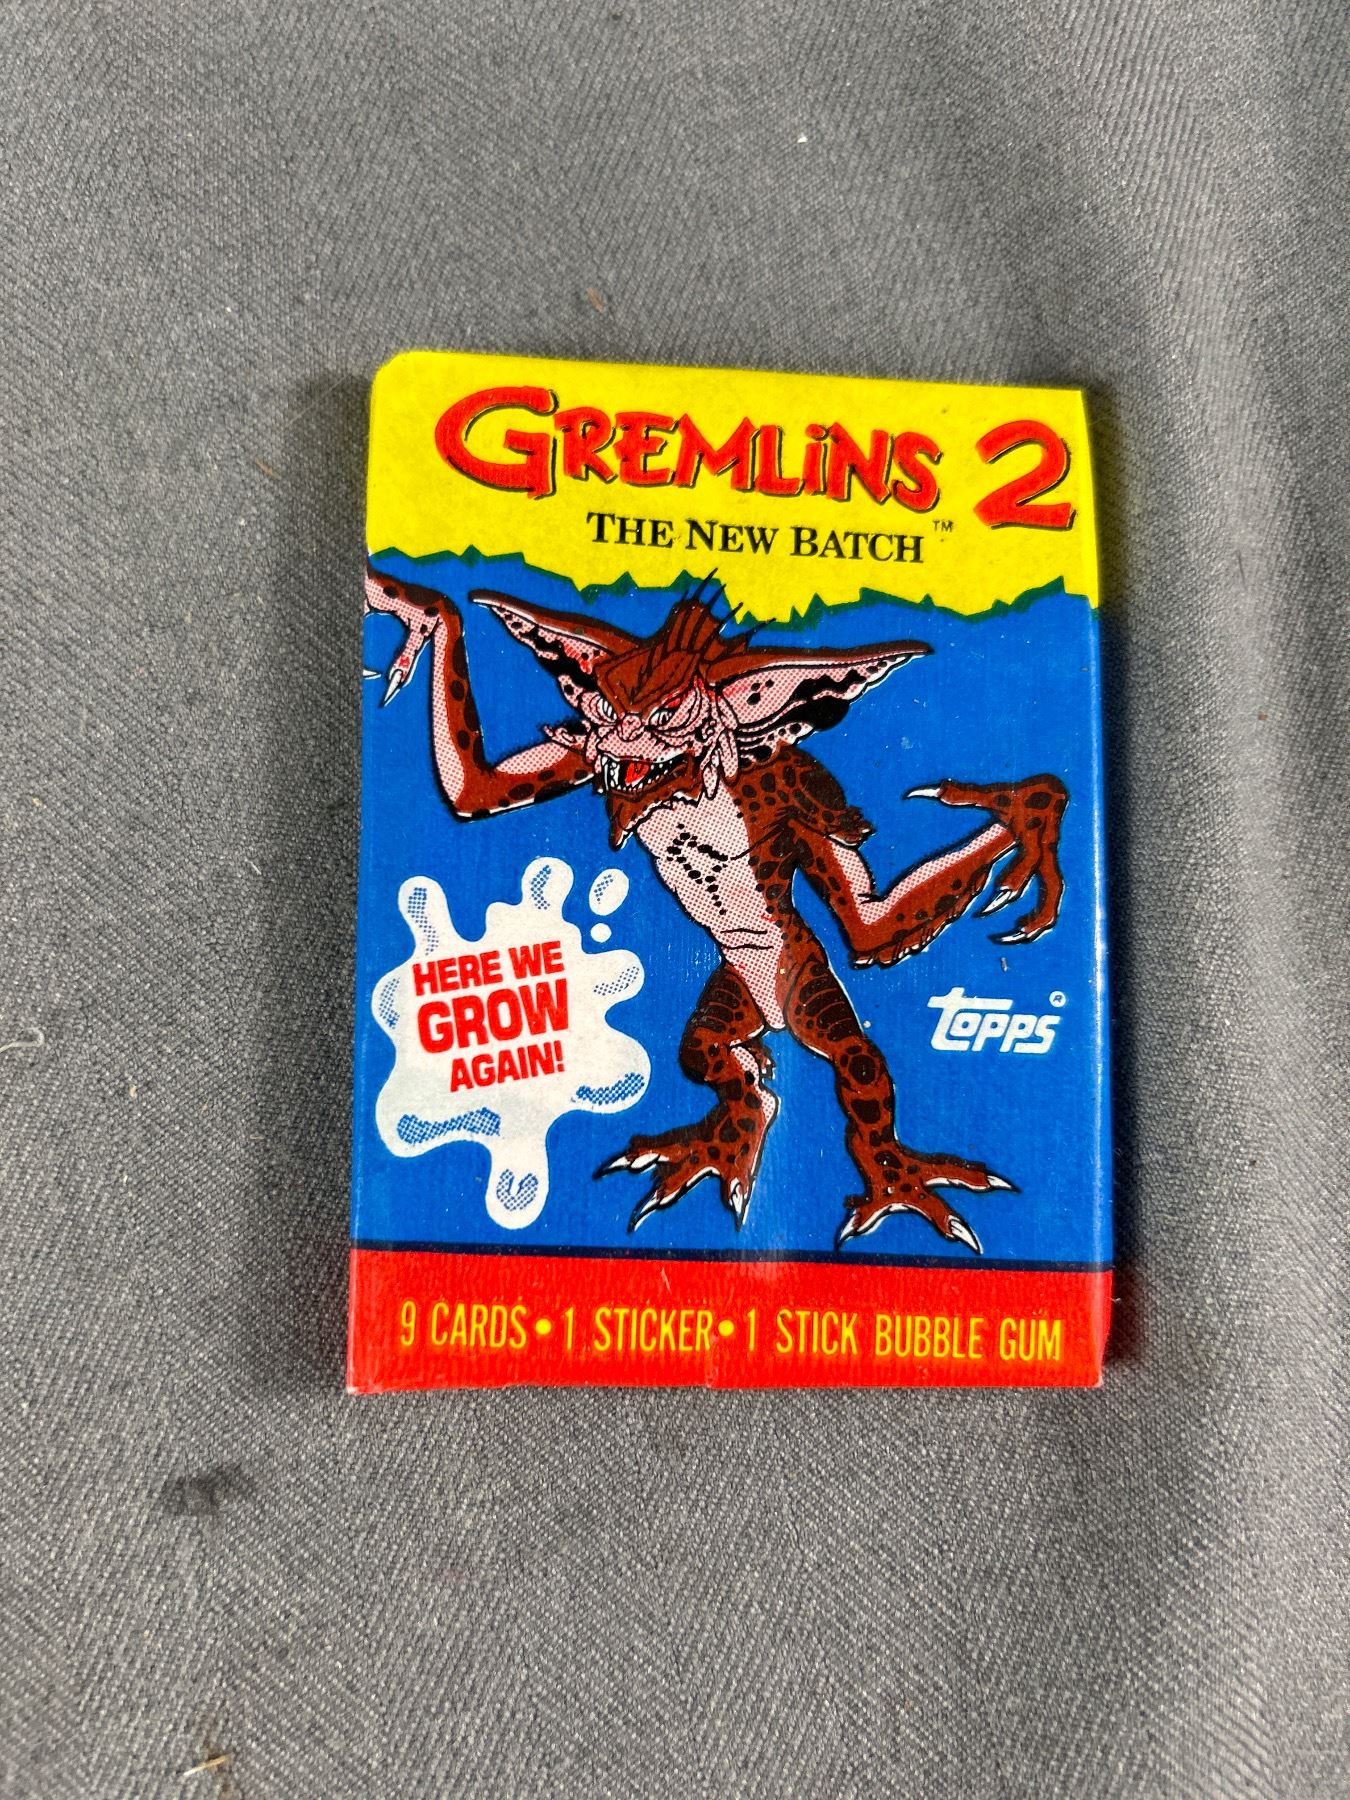 GREMLiNS 2
THE NEW BATCH™
HERE WE
GROW
AGAIN!
topps®
9 CARDS • 1 STICKER • 1 STICK BUBBLE GUM